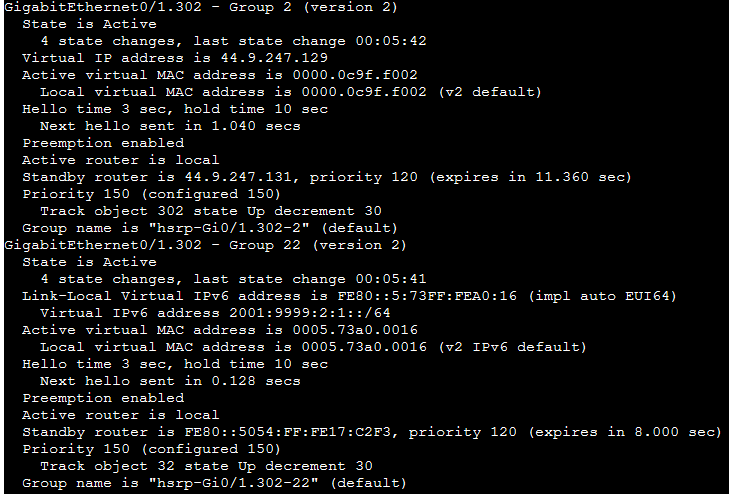 GigabitEthernet0/1.302 - Group 2 (version 2)
  State is Active
    4 state changes, last state change 00:05:42
  Virtual IP address is 44.9.247.129
  Active virtual MAC address is 0000.0c9f.f002
    Local virtual MAC address is 0000.0c9f.f002 (v2 default)
  Hello time 3 sec, hold time 10 sec
    Next hello sent in 1.040 secs
  Preemption enabled
  Active router is local
  Standby router is 44.9.247.131, priority 120 (expires in 11.360 sec)
  Priority 150 (configured 150)
    Track object 302 state Up decrement 30
  Group name is "hsrp-Gi0/1.302-2" (default)
GigabitEthernet0/1.302 - Group 22 (version 2)
  State is Active
    4 state changes, last state change 00:05:41
  Link-Local Virtual IPv6 address is FE80::5:73FF:FEA0:16 (impl auto EUI64)
    Virtual IPv6 address 2001:9999:2:1::/64
  Active virtual MAC address is 0005.73a0.0016
    Local virtual MAC address is 0005.73a0.0016 (v2 IPv6 default)
  Hello time 3 sec, hold time 10 sec
    Next hello sent in 0.128 secs
  Preemption enabled
  Active router is local
  Standby router is FE80::5054:FF:FE17:C2F3, priority 120 (expires in 8.000 sec)
  Priority 150 (configured 150)
    Track object 32 state Up decrement 30
  Group name is "hsrp-Gi0/1.302-22" (default)